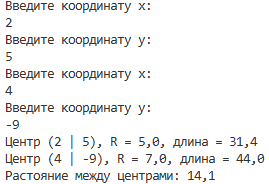 Введите координату x:
2
Введите координату y:
5
Введите координату x:
4
Введите координату y:
-9
Центр (2 | 5), R = 5,0, длина = 31,4
Центр (4 | -9), R = 7,0, длина = 44,0
Растояние между центрами: 14,1